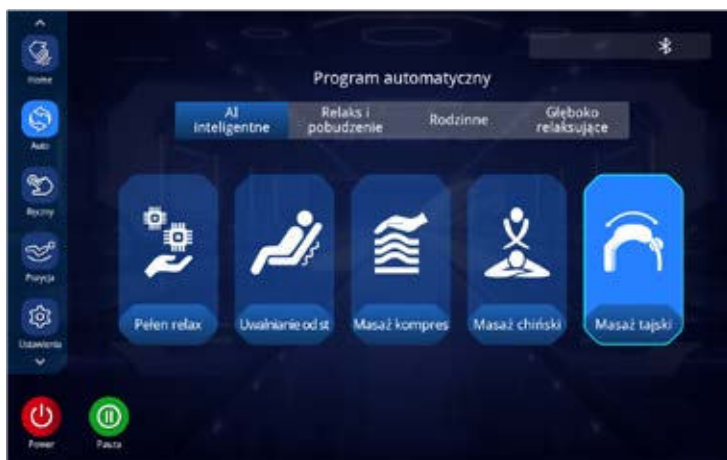 Home
Auto
Ręczny
Pozycja
Ustawienia
Power
Pauza
Program automatyczny
AI
inteligentne
Relaks i
pobudzenie
Rodzinne
Głęboko
relaksujące
Pełen relax
Uwalnianie od st
Masaż kompres
Masaż chiński
Masaż tajski